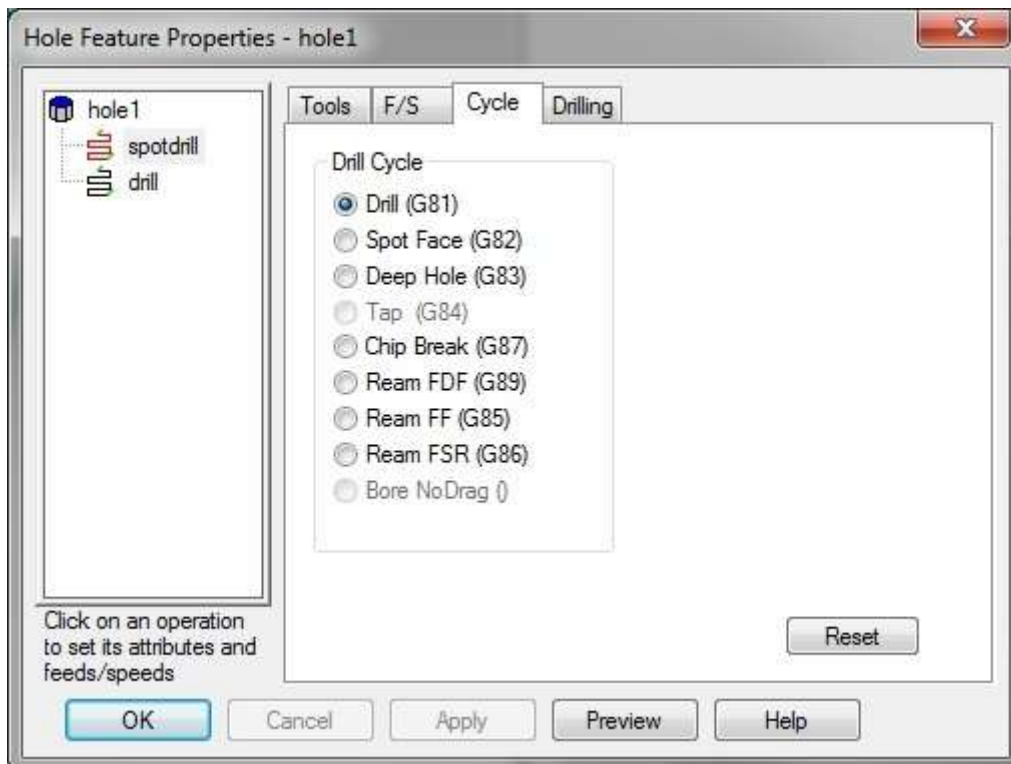 Hole Feature Properties - hole1
hole1
spotdrill
drill
Tools F/S Cycle Drilling
Drill Cycle
Drill (G81)
Spot Face (G82)
Deep Hole (G83)
Tap (G84)
Chip Break (G87)
Ream FDF (G89)
Ream FF (G85)
Ream FSR (G86)
Bore NoDrag ()
Click on an operation
to set its attributes and
feeds/speeds
Reset
OK Cancel Apply Preview Help